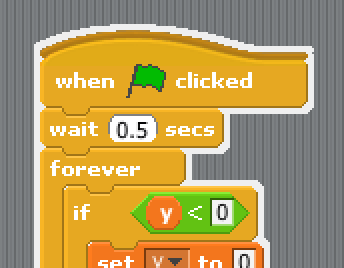 when clicked
wait 0.5 secs
forever
if y < 0
set y to 0